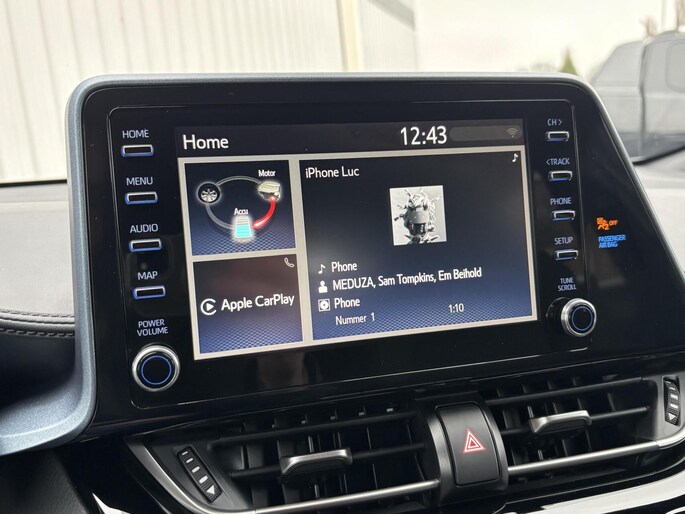 HOME
MENU
AUDIO
MAP
POWER
VOLUME
Home
12:43
Motor
Accu
Apple CarPlay
iPhone Luc
Phone
MEDUZA, Sam Tompkins, Em Beihold
Phone
Nummer 1
1:10
CH >
< TRACK
PHONE
SETUP
TUNE
SCROLL
OFF
PASSENGER
AIR BAG